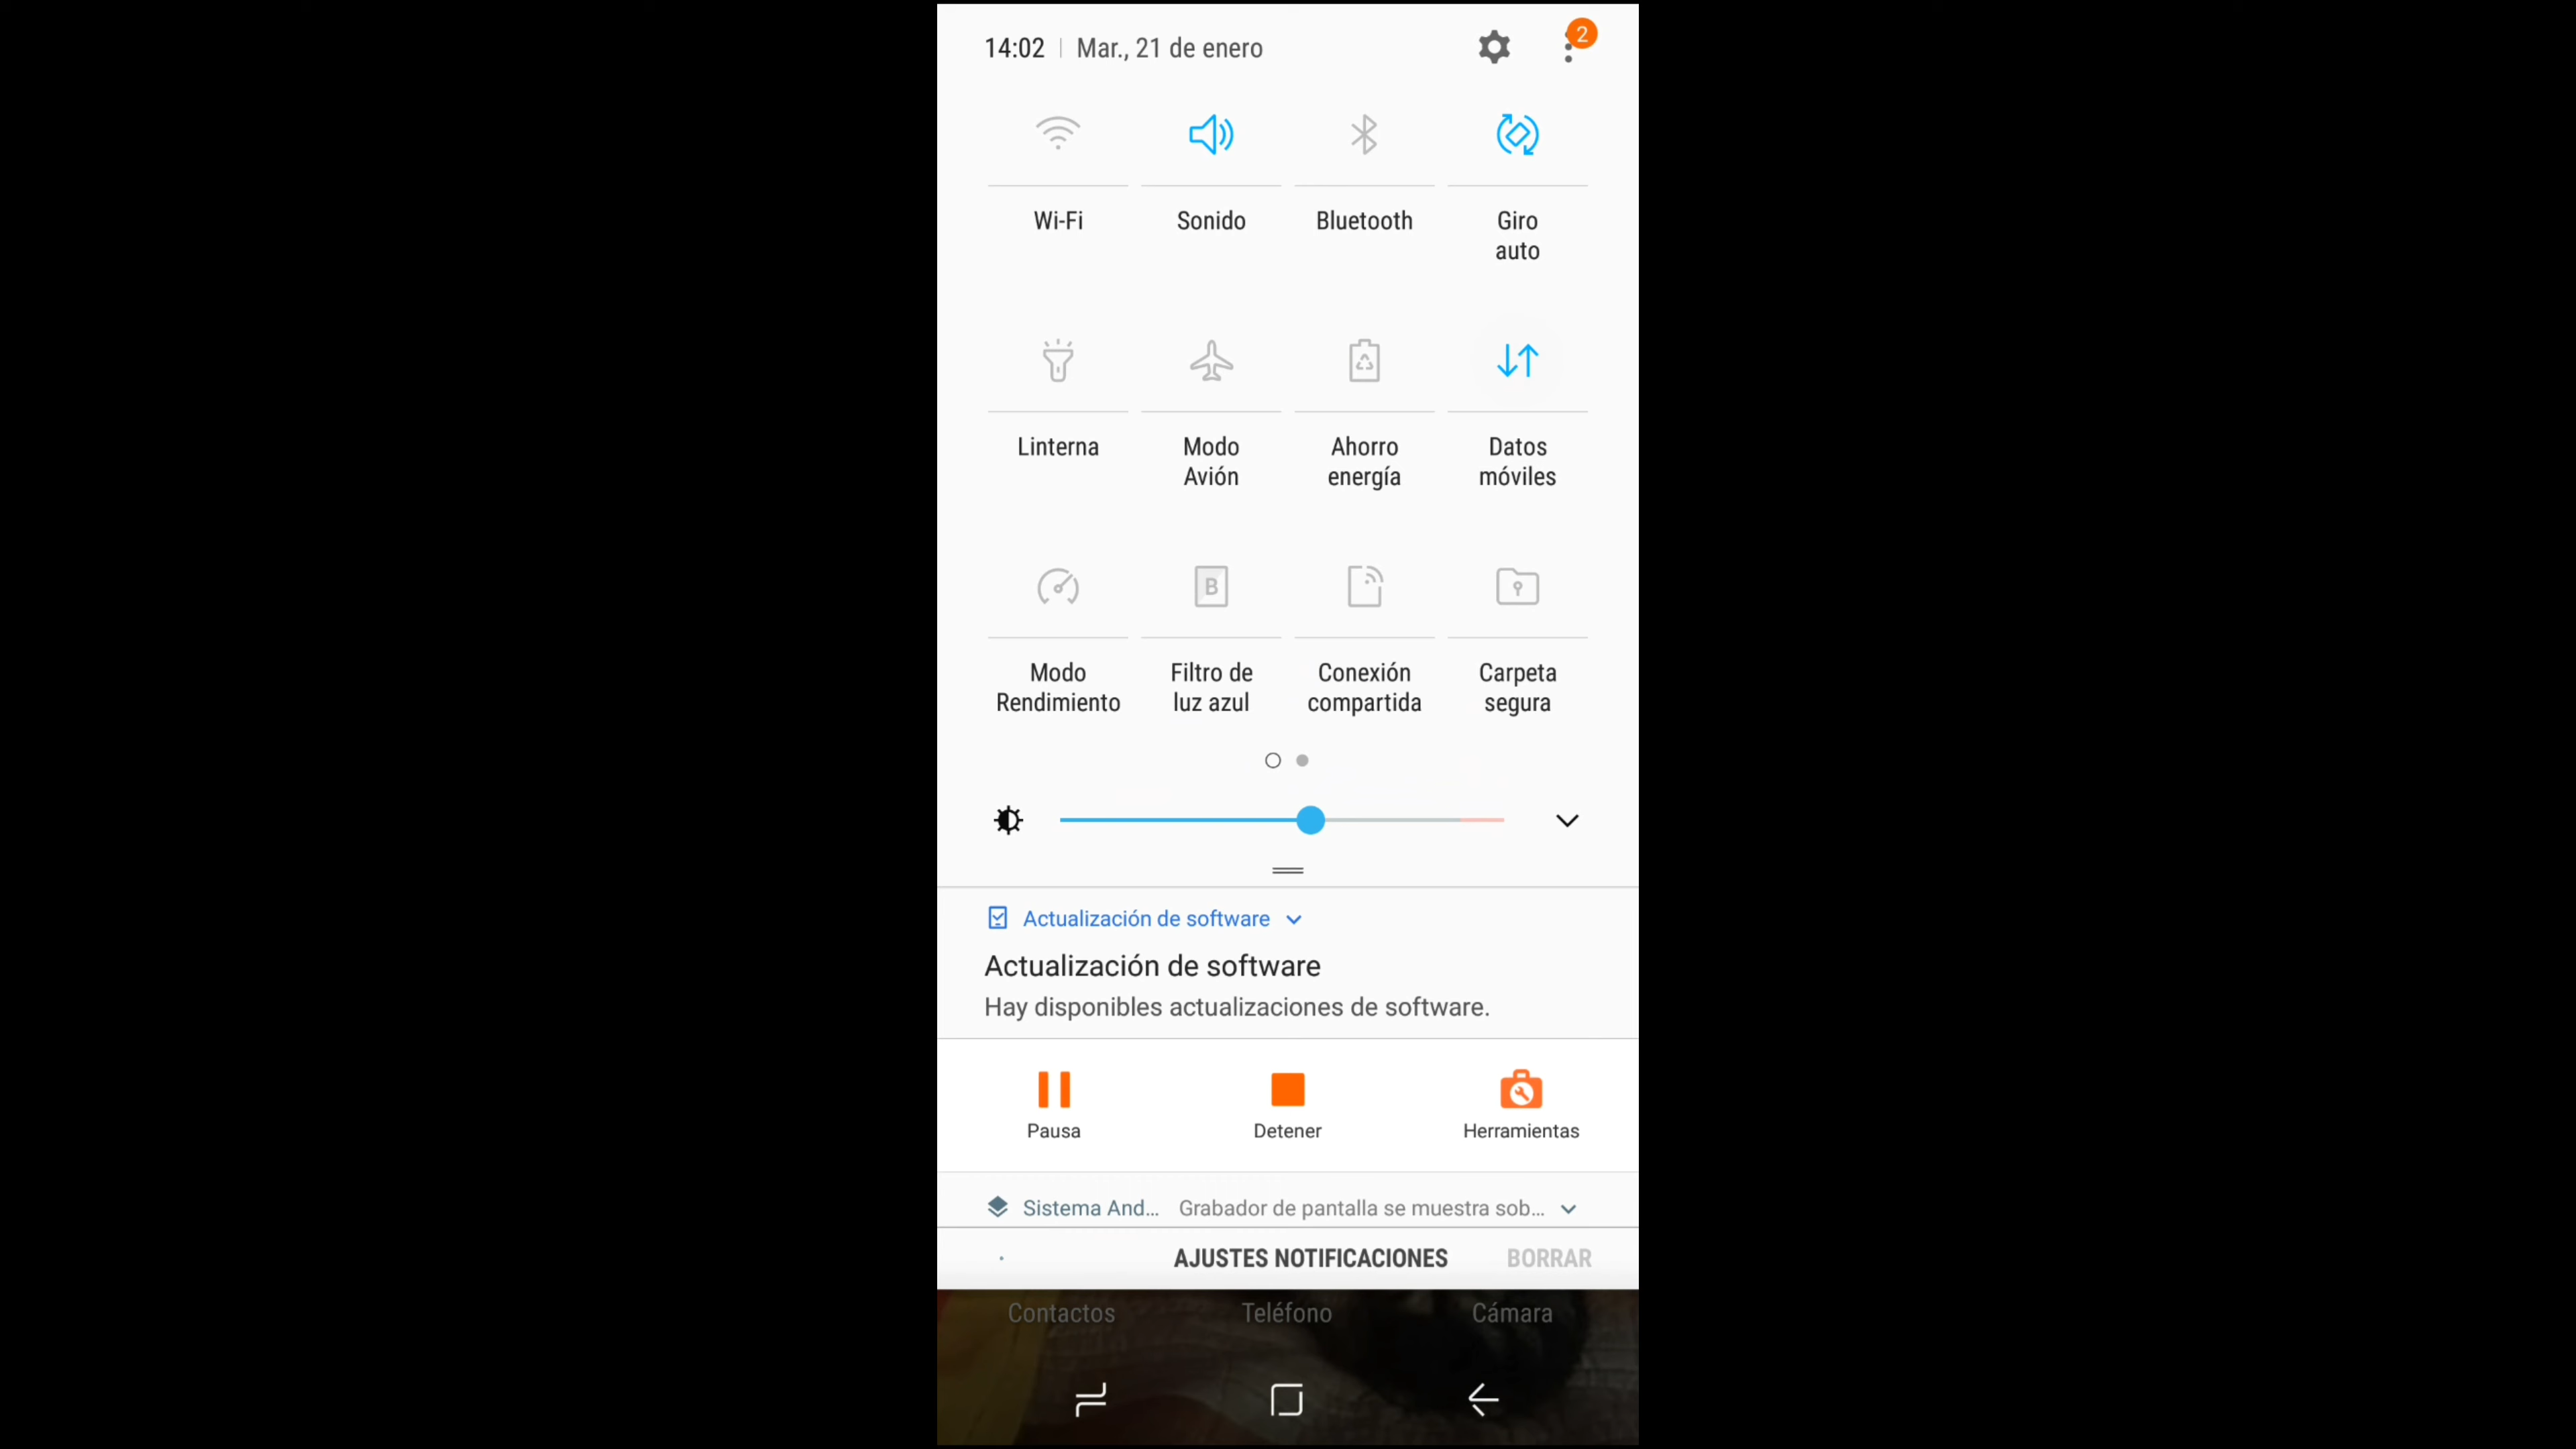 14:02 | Mar., 21 de enero
2
Wi-Fi
Sonido
Bluetooth
Giro
auto
Linterna
Modo
Avión
Ahorro
energía
Datos
móviles
B
Modo
Rendimiento
Filtro de
luz azul
Conexión
compartida
Carpeta
segura
Actualización de software
Actualización de software
Hay disponibles actualizaciones de software.
Pausa
Detener
Herramientas
Sistema And... Grabador de pantalla se muestra sob...
AJUSTES NOTIFICACIONES
BORRAR
Contactos
Teléfono
Cámara